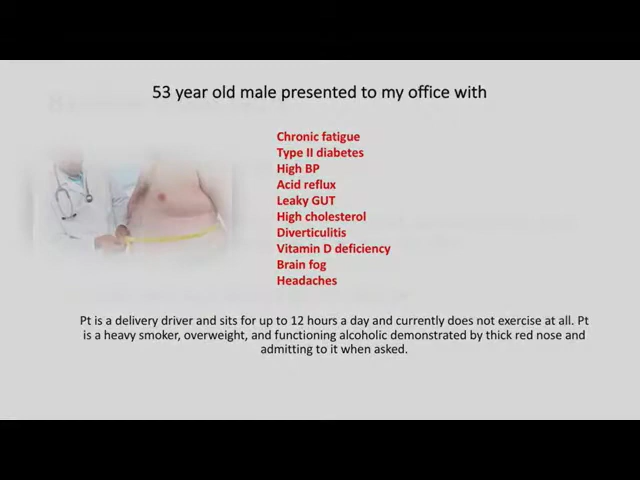 53 year old male presented to my office with
Chronic fatigue
Type II diabetes
High BP
Acid reflux
Leaky GUT
High cholesterol
Diverticulitis
Vitamin D deficiency
Brain fog
Headaches
Pt is a delivery driver and sits for up to 12 hours a day and currently does not exercise at all. Pt
is a heavy smoker, overweight, and functioning alcoholic demonstrated by thick red nose and
admitting to it when asked.